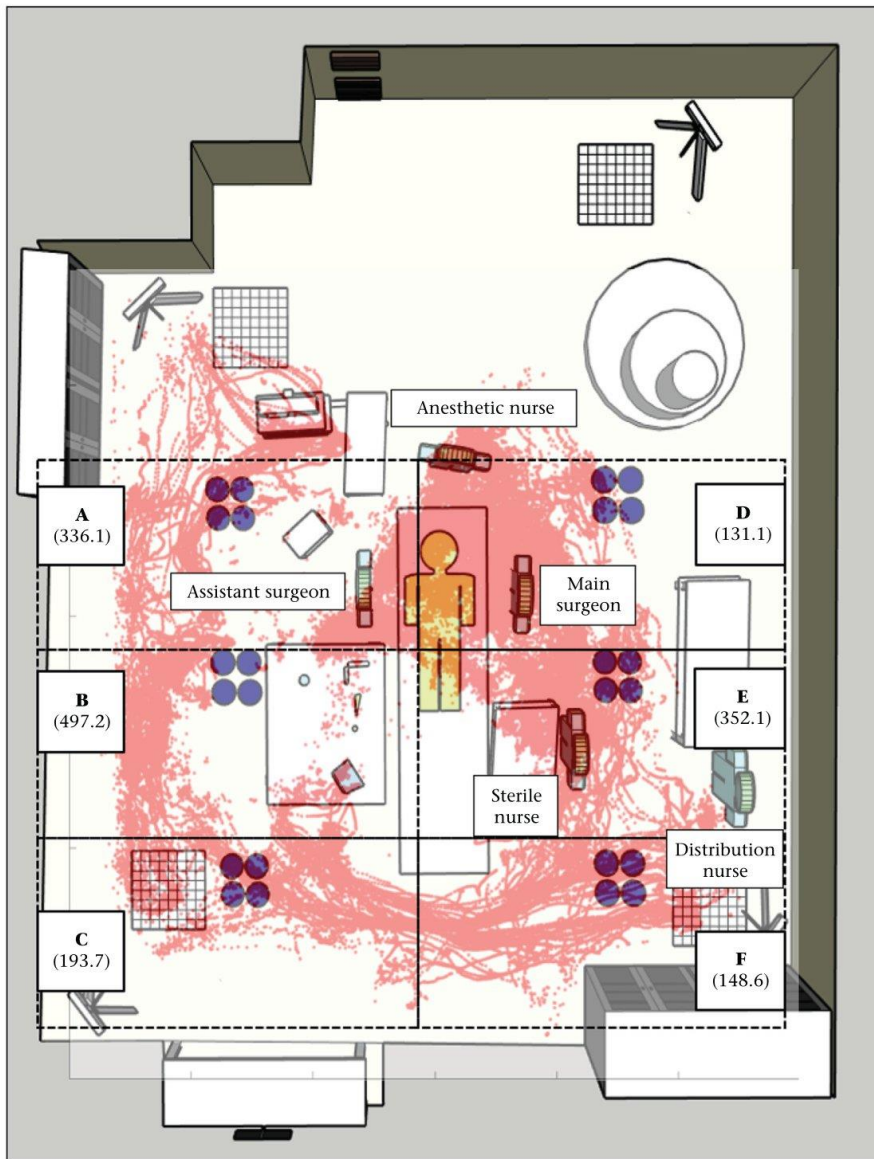 Anesthetic nurse
A
(336.1)
D
(131.1)
Assistant surgeon
Main
surgeon
B
(497.2)
E
(352.1)
Sterile
nurse
Distribution
nurse
C
(193.7)
F
(148.6)